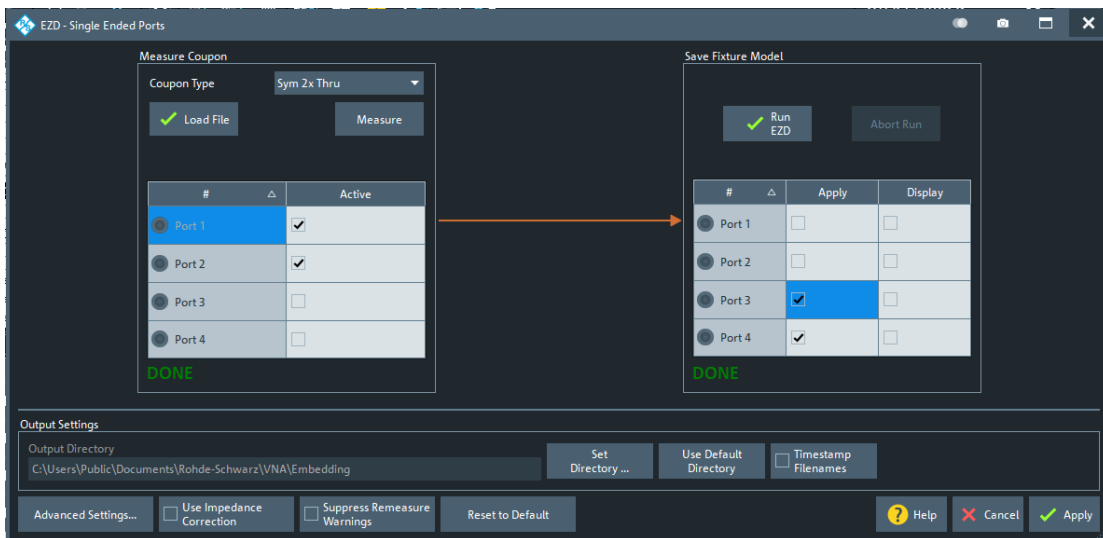 EZD - Single Ended Ports
Measure Coupon
Coupon Type
Sym 2x Thru
Load File
Measure
# Active
Port 1
Port 2
Port 3
Port 4
DONE
Save Fixture Model
Run
EZD
Abort Run
# Apply Display
Port 1
Port 2
Port 3
Port 4
DONE
Output Settings
Output Directory
C:\Users\Public\Documents\Rohde-Schwarz\VNA\Embedding
Set
Directory ...
Use Default
Directory
Timestamp
Filenames
Advanced Settings...
Use Impedance
Correction
Suppress Remeasure
Warnings
Reset to Default
? Help
Cancel
Apply